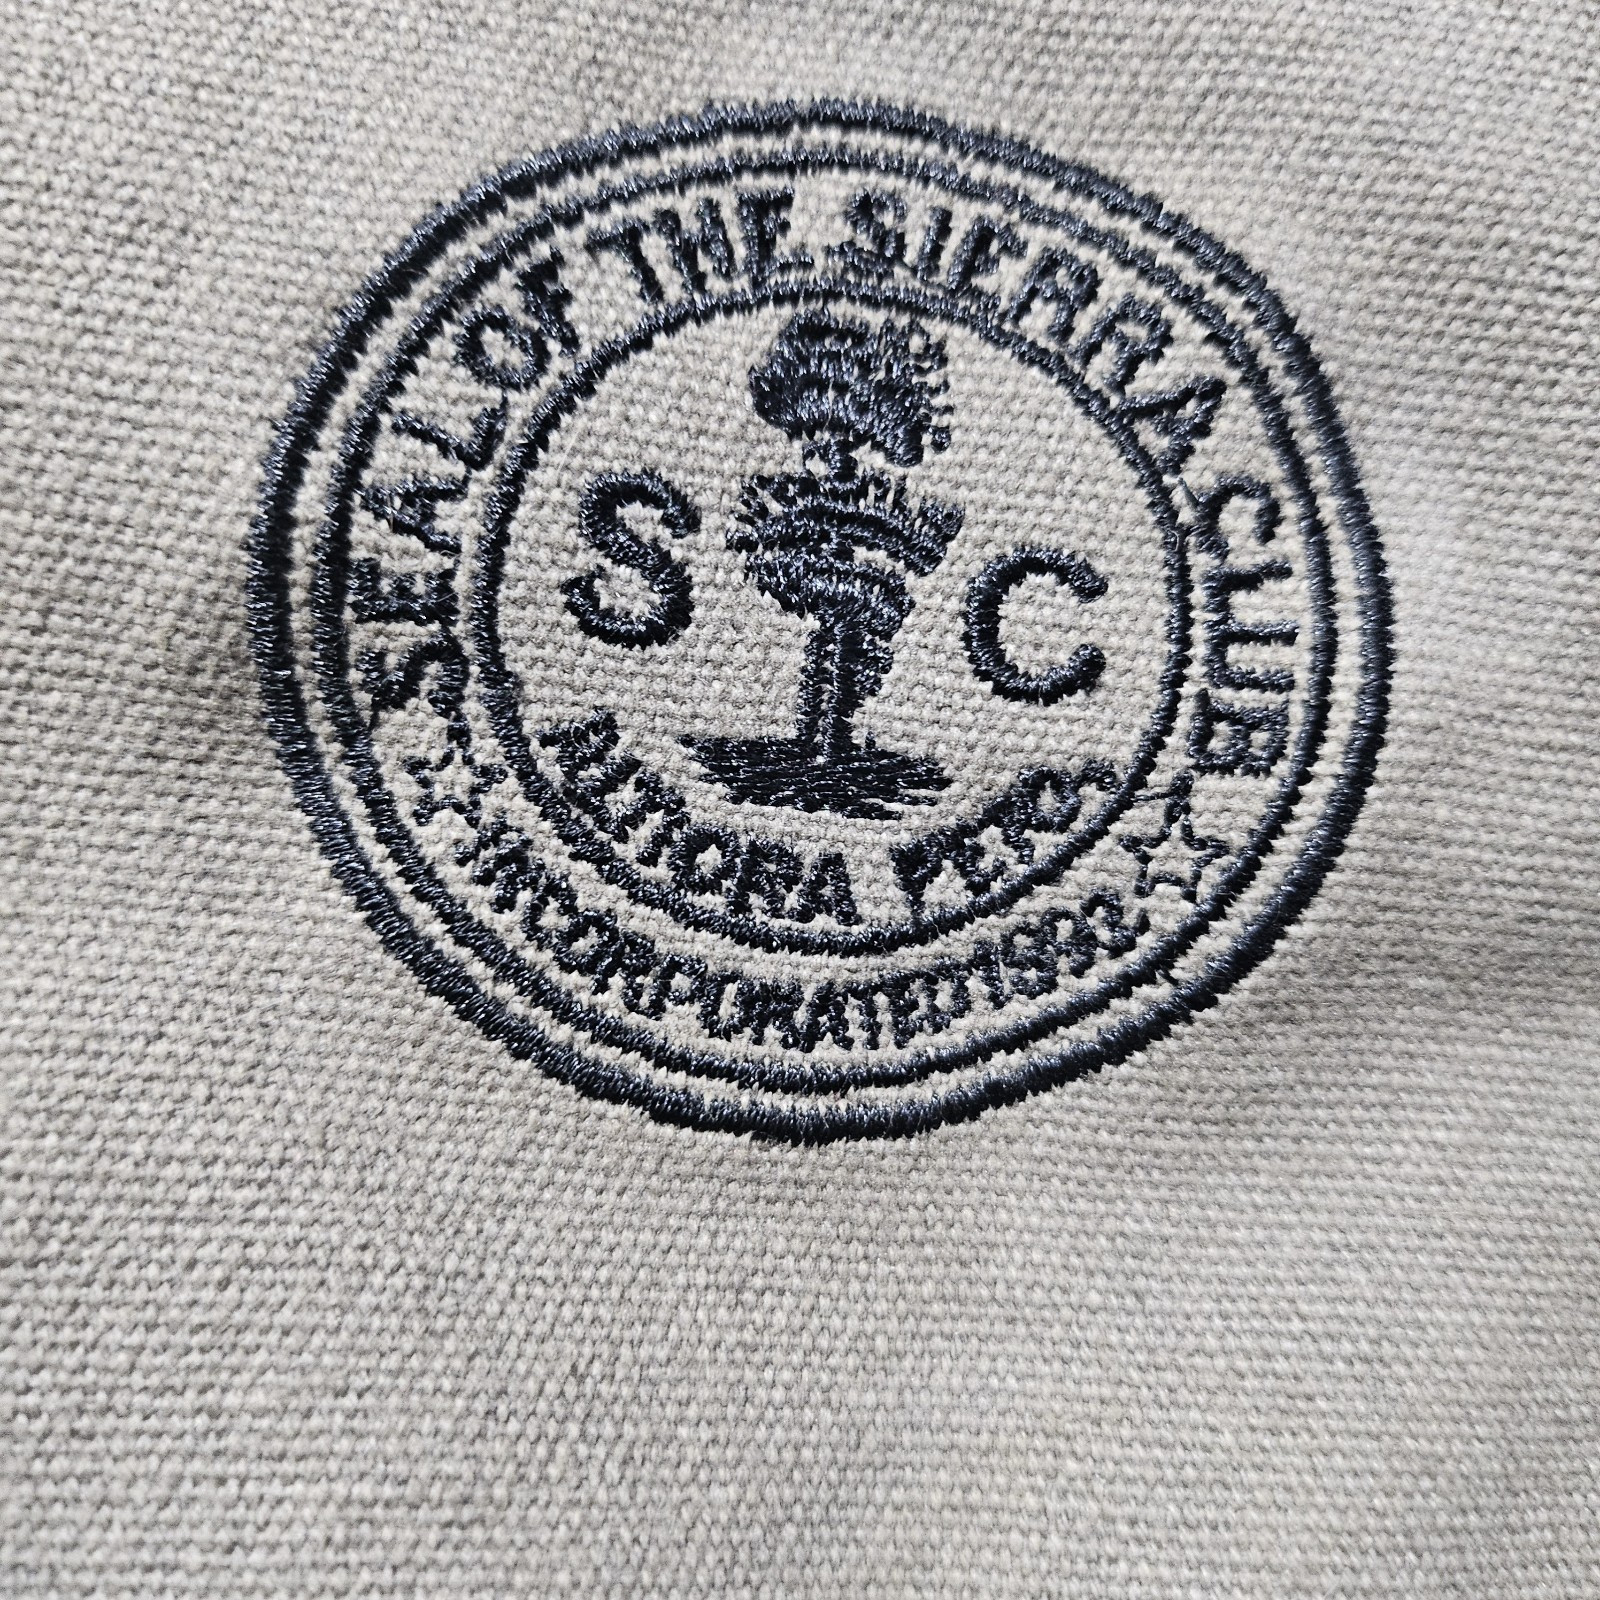 SEAL OF THE SIERRA CLUB
S C
ALTIORA PETO
INCORPORATED 1892